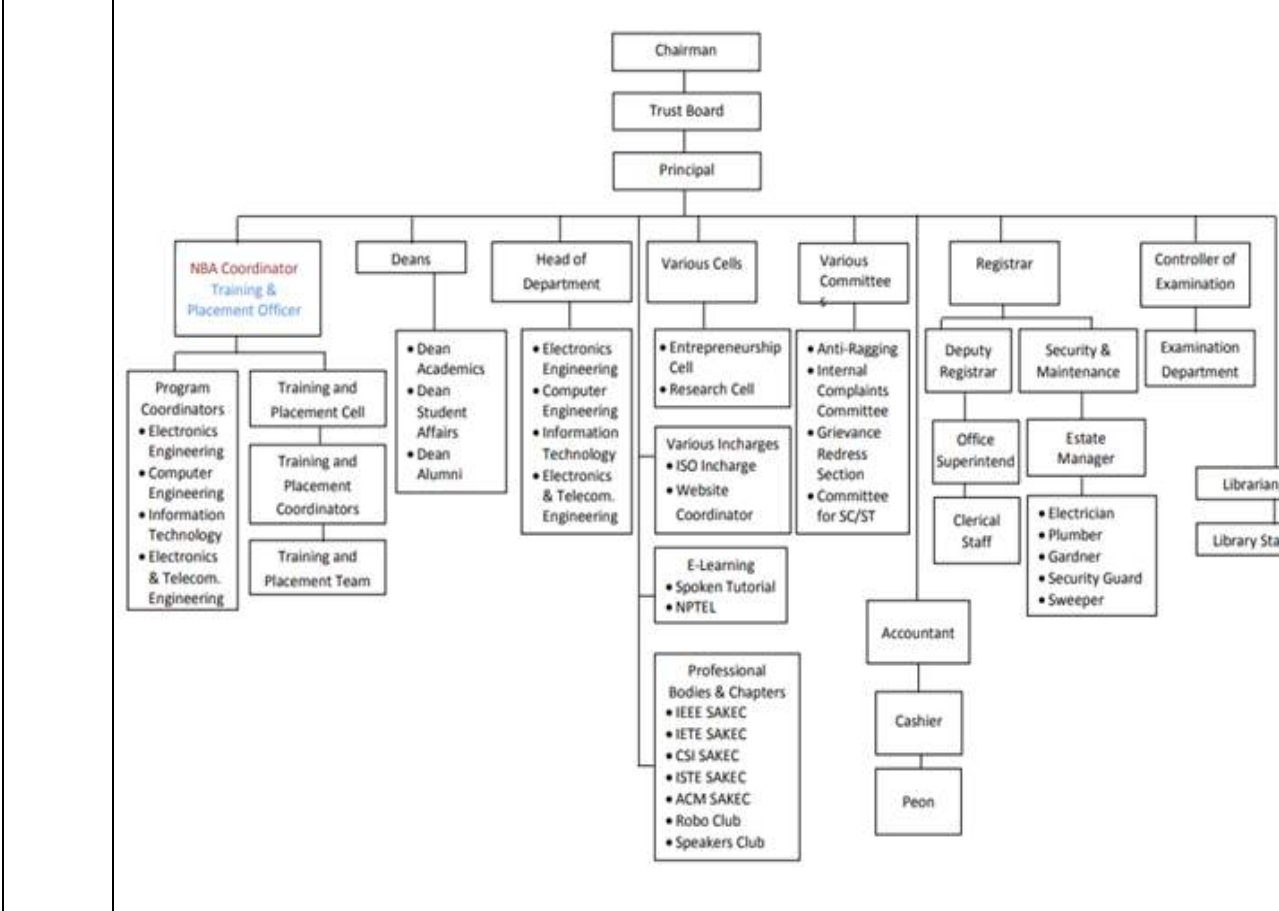 Chairman
Trust Board
Principal
NBA Coordinator
Training &
Placement Officer
Program
Coordinators
• Electronics
Engineering
• Computer
Engineering
• Information
Technology
• Electronics
& Telecom.
Engineering
Training and
Placement Cell
Training and
Placement
Coordinators
Training and
Placement Team
Deans
• Dean
Academics
• Dean
Student
Affairs
• Dean
Alumni
Head of
Department
• Electronics
Engineering
• Computer
Engineering
• Information
Technology
• Electronics
& Telecom.
Engineering
Various Cells
• Entrepreneurship
Cell
• Research Cell
Various Incharges
• ISO Incharge
• Website
Coordinator
E-Learning
• Spoken Tutorial
• NPTEL
Professional
Bodies & Chapters
• IEEE SAKEC
• IETE SAKEC
• CSI SAKEC
• ISTE SAKEC
• ACM SAKEC
• Robo Club
• Speakers Club
Various
Committee
s
• Anti-Ragging
• Internal
Complaints
Committee
• Grievance
Redress
Section
• Committee
for SC/ST
Accountant
Cashier
Peon
Registrar
Deputy
Registrar
Office
Superintend
Clerical
Staff
Security &
Maintenance
Estate
Manager
• Electrician
• Plumber
• Gardner
• Security Guard
• Sweeper
Controller of
Examination
Examination
Department
Librarian
Library Sta